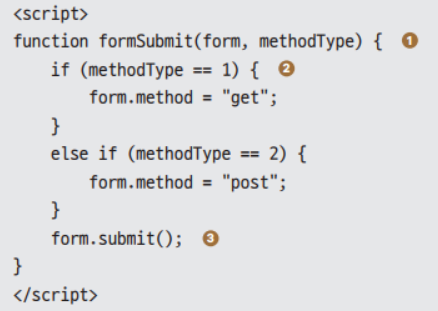 <script>
function formSubmit(form, methodType) { ❶
    if (methodType == 1) { ❷
        form.method = "get";
    }
    else if (methodType == 2) {
        form.method = "post";
    }
    form.submit(); ❸
}
</script>